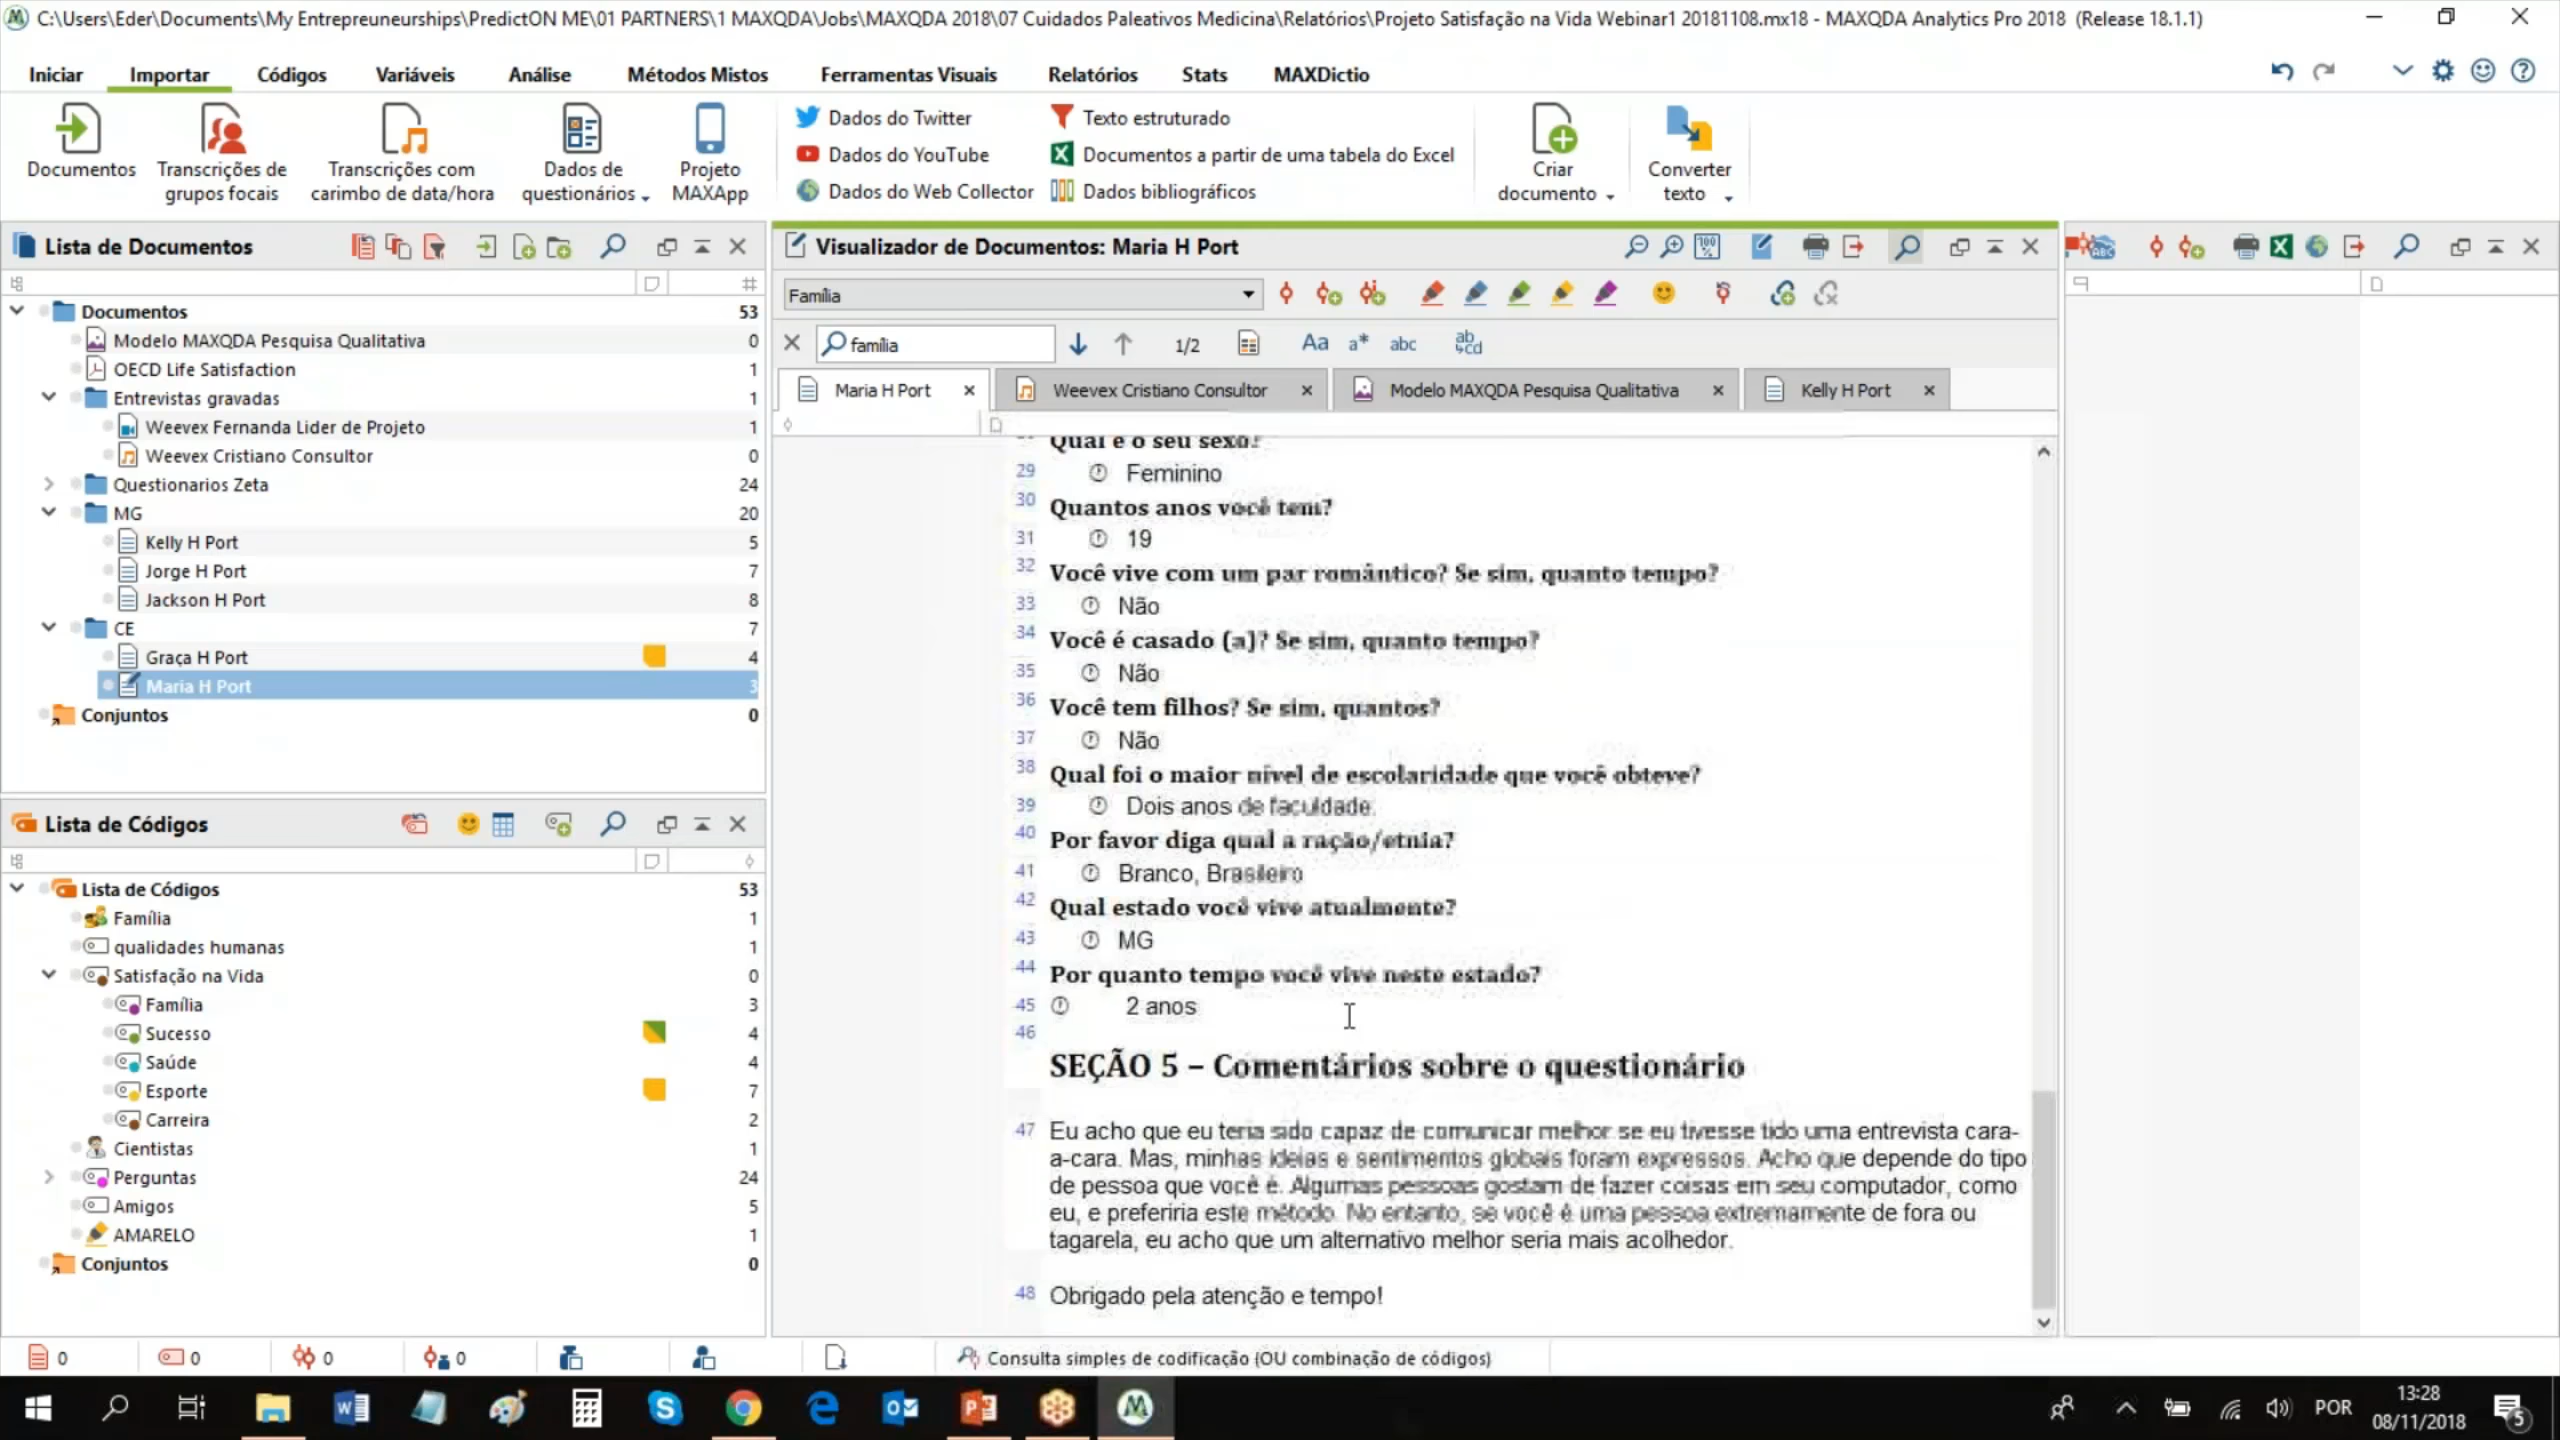 C:\Users\Eder\Documents\My Entrepreuneurships\PredictON ME\01 PARTNERS\1 MAXQDA\Jobs\MAXQDA 2018\07 Cuidados Paleativos Medicina\Relatórios\Projeto Satisfação na Vida Webinar1 20181108.mx18 - MAXQDA Analytics Pro 2018 (Release 18.1.1)
Iniciar Importar Códigos Variáveis Análise Métodos Mistos Ferramentas Visuais Relatórios Stats MAXDictio
Documentos
Transcrições de
grupos focais
Transcrições com
carimbo de data/hora
Dados de
questionários
Projeto
MAXApp
Dados do Twitter
Dados do YouTube
Dados do Web Collector
Texto estruturado
Documentos a partir de uma tabela do Excel
Dados bibliográficos
Criar
documento
Converter
texto
Lista de Documentos
Documentos 53
Modelo MAXQDA Pesquisa Qualitativa 0
OECD Life Satisfaction 1
Entrevistas gravadas 1
Weevex Fernanda Lider de Projeto 1
Weevex Cristiano Consultor 0
Questionarios Zeta 24
MG 20
Kelly H Port 5
Jorge H Port 7
Jackson H Port 8
CE 7
Graça H Port 4
Maria H Port 3
Conjuntos 0
Lista de Códigos
Lista de Códigos 53
Família 1
qualidades humanas 1
Satisfação na Vida 0
Família 3
Sucesso 4
Saúde 4
Esporte 7
Carreira 2
Cientistas 1
Perguntas 24
Amigos 5
AMARELO 1
Conjuntos 0
Visualizador de Documentos: Maria H Port
100 %
ABC
Família
família 1/2 Aa a* abc ab cd
Maria H Port Weevex Cristiano Consultor Modelo MAXQDA Pesquisa Qualitativa Kelly H Port
Qual é o seu sexo?
29 Feminino
30 Quantos anos você tem?
31 19
32 Você vive com um par romântico? Se sim, quanto tempo?
33 Não
34 Você é casado (a)? Se sim, quanto tempo?
35 Não
36 Você tem filhos? Se sim, quantos?
37 Não
38 Qual foi o maior nível de escolaridade que você obteve?
39 Dois anos de faculdade.
40 Por favor diga qual a ração/etnia?
41 Branco, Brasileiro
42 Qual estado você vive atualmente?
43 MG
44 Por quanto tempo você vive neste estado?
45 2 anos
46
SEÇÃO 5 – Comentários sobre o questionário
47 Eu acho que eu teria sido capaz de comunicar melhor se eu tivesse tido uma entrevista cara-
a-cara. Mas, minhas ideias e sentimentos globais foram expressos. Acho que depende do tipo
de pessoa que você é. Algumas pessoas gostam de fazer coisas em seu computador, como
eu, e preferiria este método. No entanto, se você é uma pessoa extremamente de fora ou
tagarela, eu acho que um alternativo melhor seria mais acolhedor.
48 Obrigado pela atenção e tempo!
0 0 0 0
Consulta simples de codificação (OU combinação de códigos)
POR
13:28
08/11/2018
5